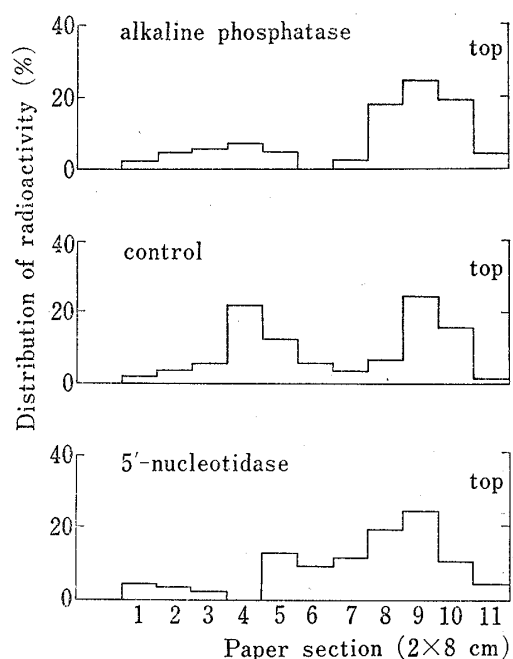 Distribution of radioactivity (%)
40
alkaline phosphatase
top
20
0
40
control
top
20
0
40
5′-nucleotidase
top
20
0
1 2 3 4 5 6 7 8 9 10 11
Paper section (2×8 cm)